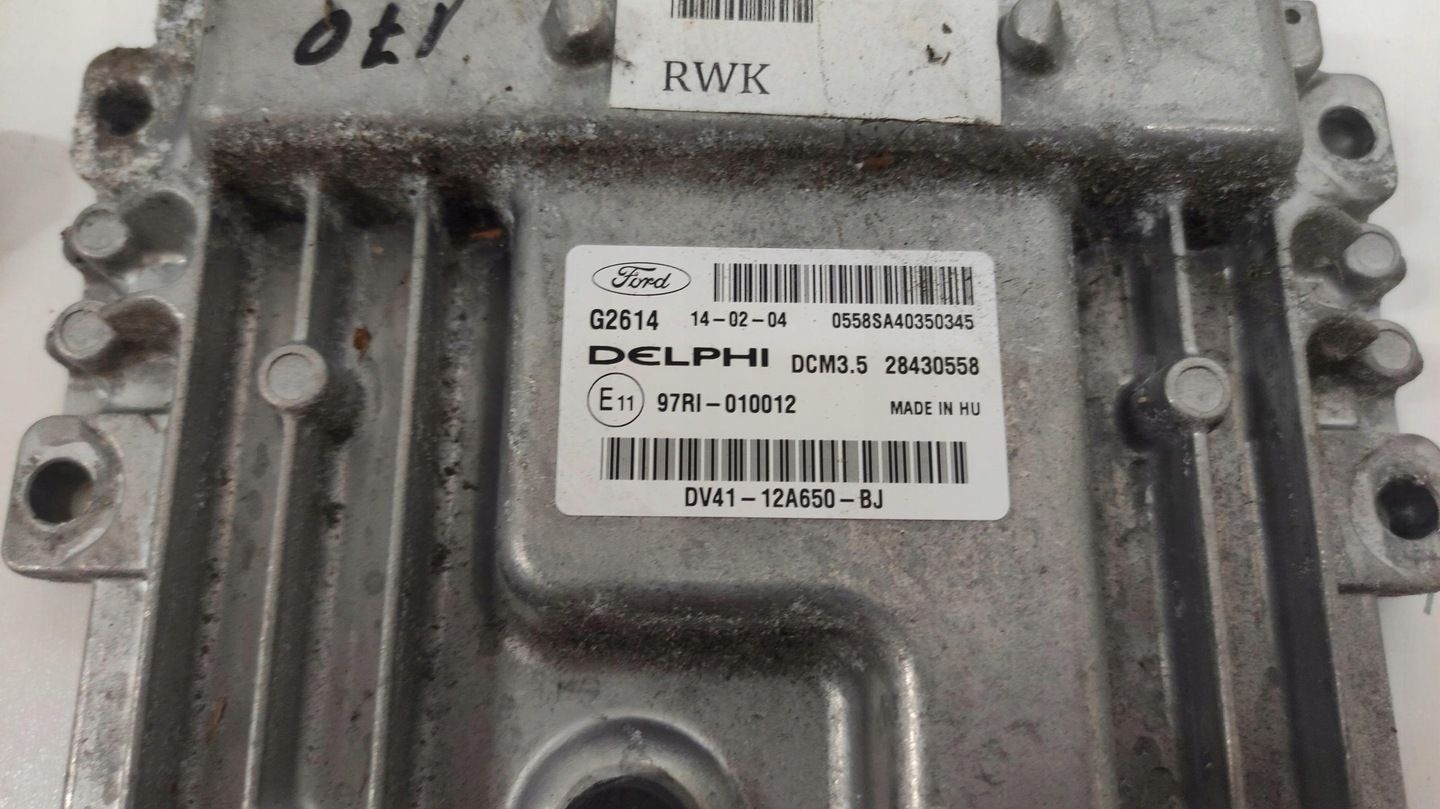 170
RWK
Ford
G2614 14-02-04 0558SA40350345
DELPHI DCM3.5 28430558
E11 97RI-010012 MADE IN HU
DV41-12A650-BJ